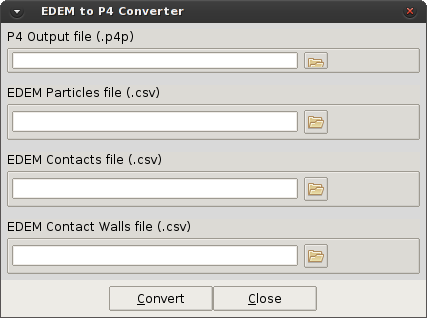 EDEM to P4 Converter
P4 Output file (.p4p)
EDEM Particles file (.csv)
EDEM Contacts file (.csv)
EDEM Contact Walls file (.csv)
Convert Close